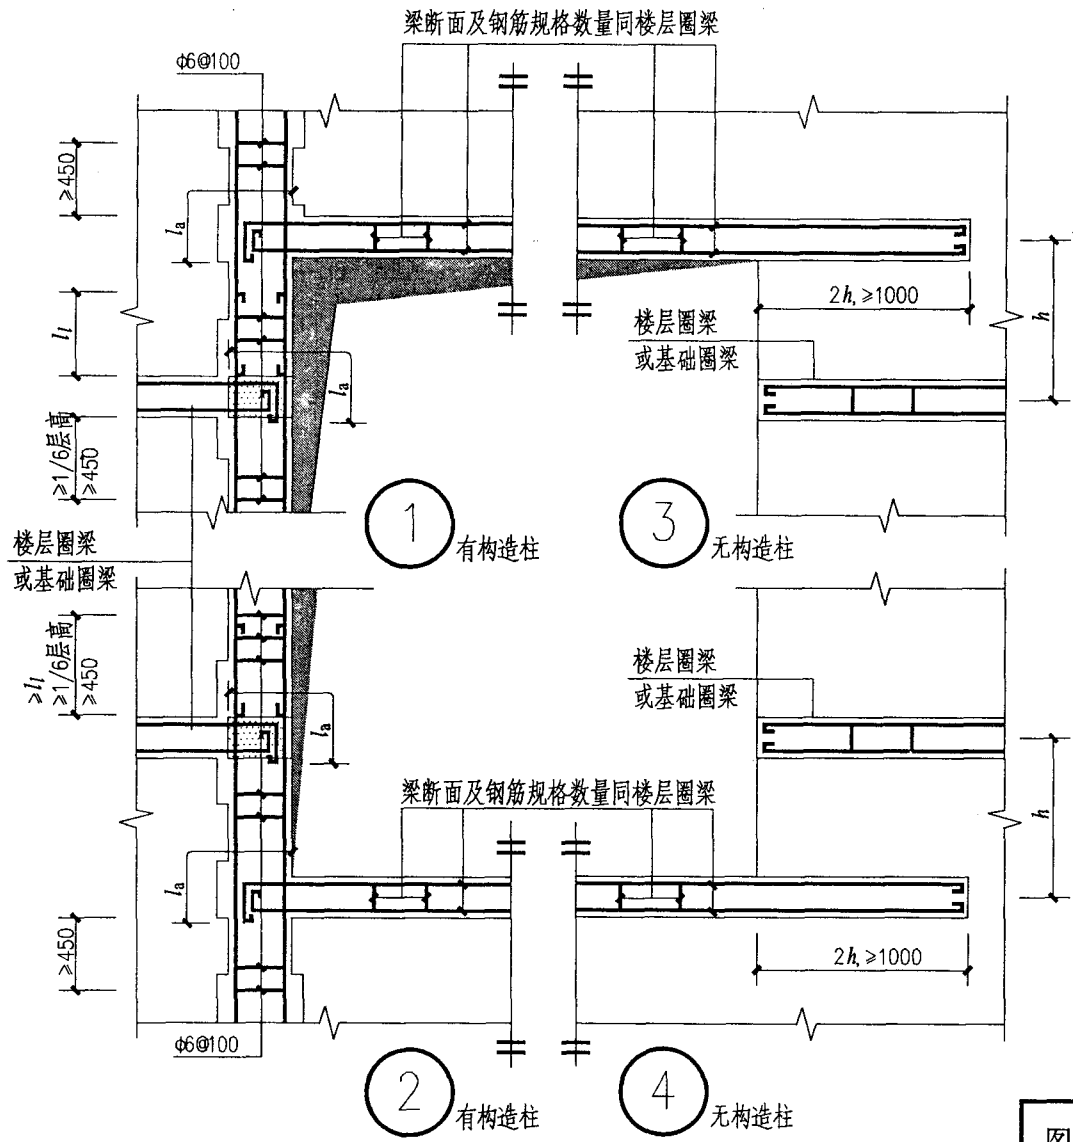 梁断面及钢筋规格数量同楼层圈梁
ϕ6@100
≥450
la
2h,≥1000
h
ll
楼层圈梁
或基础圈梁
la
≥1/6层高
≥450
1
有构造柱
3
无构造柱
楼层圈梁
或基础圈梁
≥ll
≥1/6层高
≥450
楼层圈梁
或基础圈梁
la
梁断面及钢筋规格数量同楼层圈梁
h
la
≥450
2h,≥1000
ϕ6@100
2
有构造柱
4
无构造柱